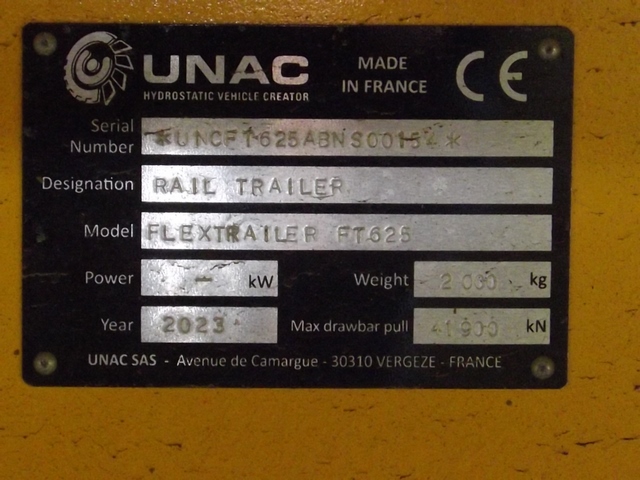 UNAC
HYDROSTATIC VEHICLE CREATOR
MADE
IN FRANCE
CE
Serial
Number
Designation RAIL TRAILER
Model FLEXTRAILER FT625
Power - kW Weight kg
Year 2023 Max drawbar pull kN
UNAC SAS - Avenue de Camargue - 30310 VERGEZE - FRANCE